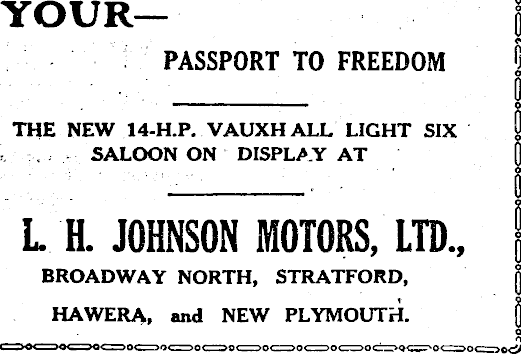 YOUR—
PASSPORT TO FREEDOM
THE NEW 14-H.P. VAUXHALL LIGHT SIX
SALOON ON DISPLAY AT
L. H. JOHNSON MOTORS, LTD.,
BROADWAY NORTH, STRATFORD,
HAWERA, and NEW PLYMOUTH.